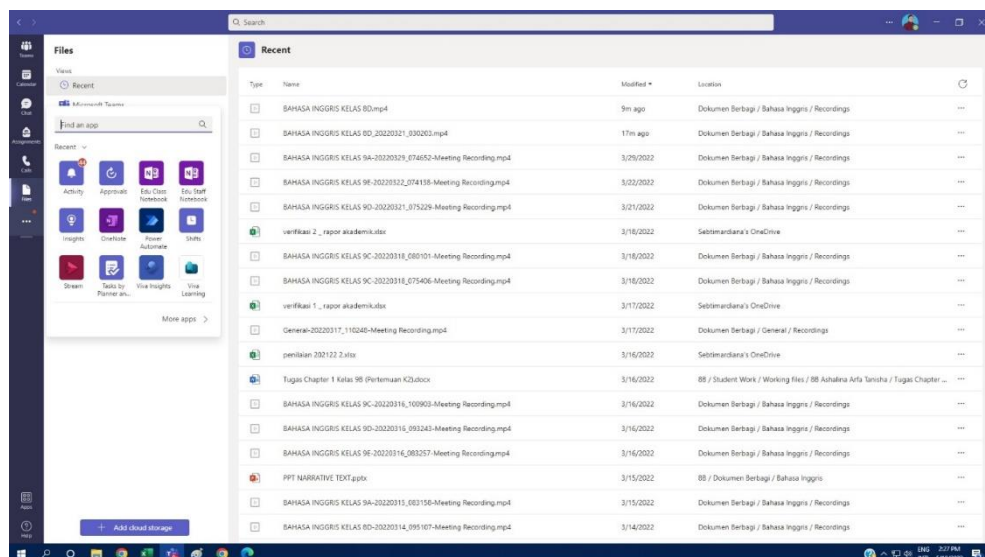 Search
Teams
Calendar
Chat
Assignments
Calls
Files
Apps
Help
Files
Views
Recent
Microsoft Teams
Find an app
Recent
Activity
Approvals
Edu Class Notebook
Edu Staff Notebook
Insights
OneNote
Power Automate
Shifts
Stream
Tasks by Planner an...
Viva Insights
Viva Learning
More apps
+ Add cloud storage
Recent
Type Name Modified Location
BAHASA INGGRIS KELAS 8D.mp4 9m ago Dokumen Berbagi / Bahasa Inggris / Recordings
BAHASA INGGRIS KELAS 8D_20220321_030203.mp4 17m ago Dokumen Berbagi / Bahasa Inggris / Recordings
BAHASA INGGRIS KELAS 9A-20220329_074652-Meeting Recording.mp4 3/29/2022 Dokumen Berbagi / Bahasa Inggris / Recordings
BAHASA INGGRIS KELAS 9E-20220322_074158-Meeting Recording.mp4 3/22/2022 Dokumen Berbagi / Bahasa Inggris / Recordings
BAHASA INGGRIS KELAS 9D-20220321_075229-Meeting Recording.mp4 3/21/2022 Dokumen Berbagi / Bahasa Inggris / Recordings
verifikasi 2 _ rapor akademik.xlsx 3/18/2022 Sebtimardiana's OneDrive
BAHASA INGGRIS KELAS 9C-20220318_080101-Meeting Recording.mp4 3/18/2022 Dokumen Berbagi / Bahasa Inggris / Recordings
BAHASA INGGRIS KELAS 9C-20220318_075406-Meeting Recording.mp4 3/18/2022 Dokumen Berbagi / Bahasa Inggris / Recordings
verifikasi 1 _ rapor akademik.xlsx 3/17/2022 Sebtimardiana's OneDrive
General-20220317_110248-Meeting Recording.mp4 3/17/2022 Dokumen Berbagi / General / Recordings
penilaian 202122 2.xlsx 3/16/2022 Sebtimardiana's OneDrive
Tugas Chapter 1 Kelas 9B (Pertemuan K2).docx 3/16/2022 8B / Student Work / Working files / 8B Ashalina Arfa Tanisha / Tugas Chapter ...
BAHASA INGGRIS KELAS 9C-20220316_100903-Meeting Recording.mp4 3/16/2022 Dokumen Berbagi / Bahasa Inggris / Recordings
BAHASA INGGRIS KELAS 9D-20220316_093243-Meeting Recording.mp4 3/16/2022 Dokumen Berbagi / Bahasa Inggris / Recordings
BAHASA INGGRIS KELAS 9E-20220316_083257-Meeting Recording.mp4 3/16/2022 Dokumen Berbagi / Bahasa Inggris / Recordings
PPT NARRATIVE TEXT.pptx 3/15/2022 8B / Dokumen Berbagi / Bahasa Inggris
BAHASA INGGRIS KELAS 9A-20220315_083158-Meeting Recording.mp4 3/15/2022 Dokumen Berbagi / Bahasa Inggris / Recordings
BAHASA INGGRIS KELAS 8D-20220314_095107-Meeting Recording.mp4 3/14/2022 Dokumen Berbagi / Bahasa Inggris / Recordings
ENG 2:27 PM